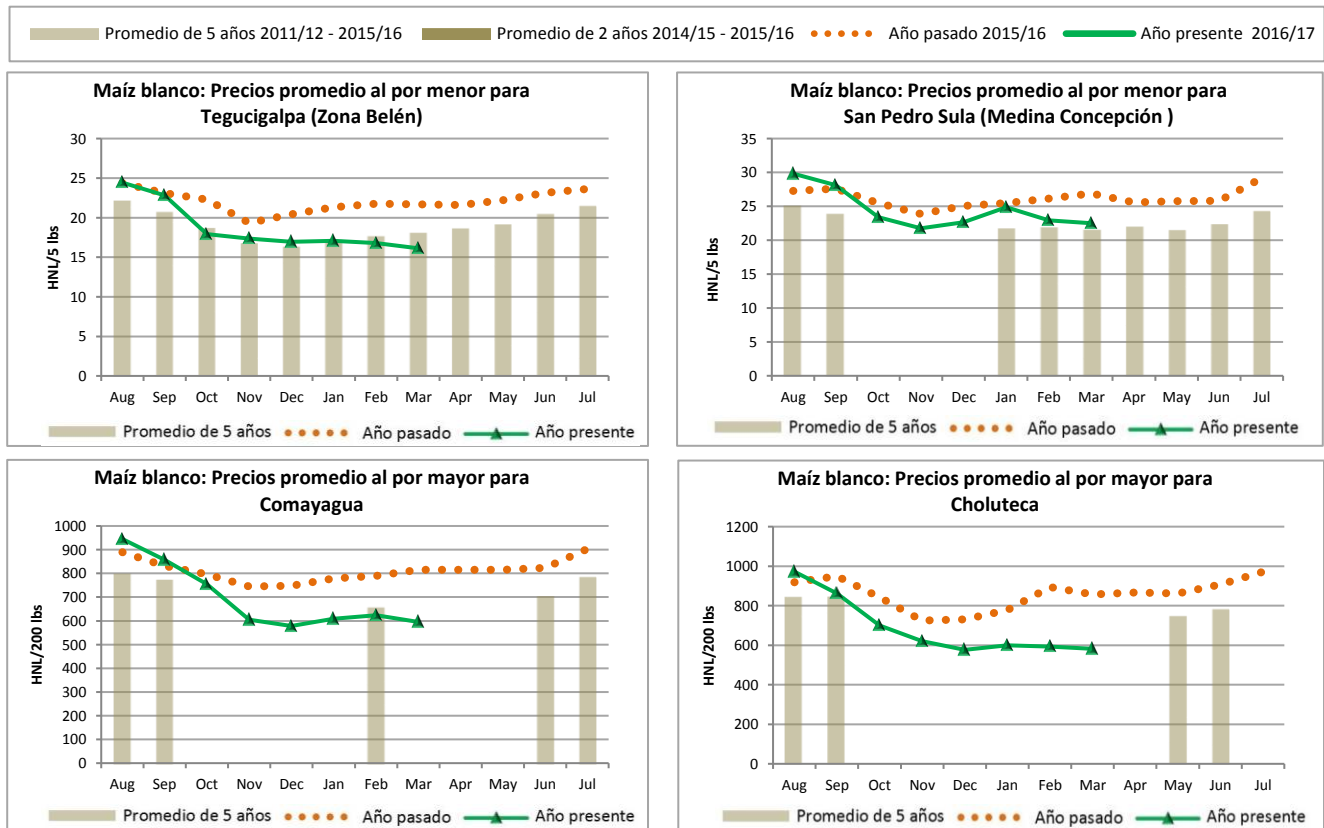 Promedio de 5 años 2011/12 - 2015/16 Promedio de 2 años 2014/15 - 2015/16 Año pasado 2015/16 Año presente 2016/17
Maíz blanco: Precios promedio al por menor para
Tegucigalpa (Zona Belén)
HNL/5 lbs
30
25
20
15
10
5
0
Aug Sep Oct Nov Dec Jan Feb Mar Apr May Jun Jul
Promedio de 5 años Año pasado Año presente
Maíz blanco: Precios promedio al por menor para
San Pedro Sula (Medina Concepción )
HNL/5 lbs
35
30
25
20
15
10
5
0
Aug Sep Oct Nov Dec Jan Feb Mar Apr May Jun Jul
Promedio de 5 años Año pasado Año presente
Maíz blanco: Precios promedio al por mayor para
Comayagua
HNL/200 lbs
1000
900
800
700
600
500
400
300
200
100
0
Aug Sep Oct Nov Dec Jan Feb Mar Apr May Jun Jul
Promedio de 5 años Año pasado Año presente
Maíz blanco: Precios promedio al por mayor para
Choluteca
HNL/200 lbs
1200
1000
800
600
400
200
0
Aug Sep Oct Nov Dec Jan Feb Mar Apr May Jun Jul
Promedio de 5 años Año pasado Año presente